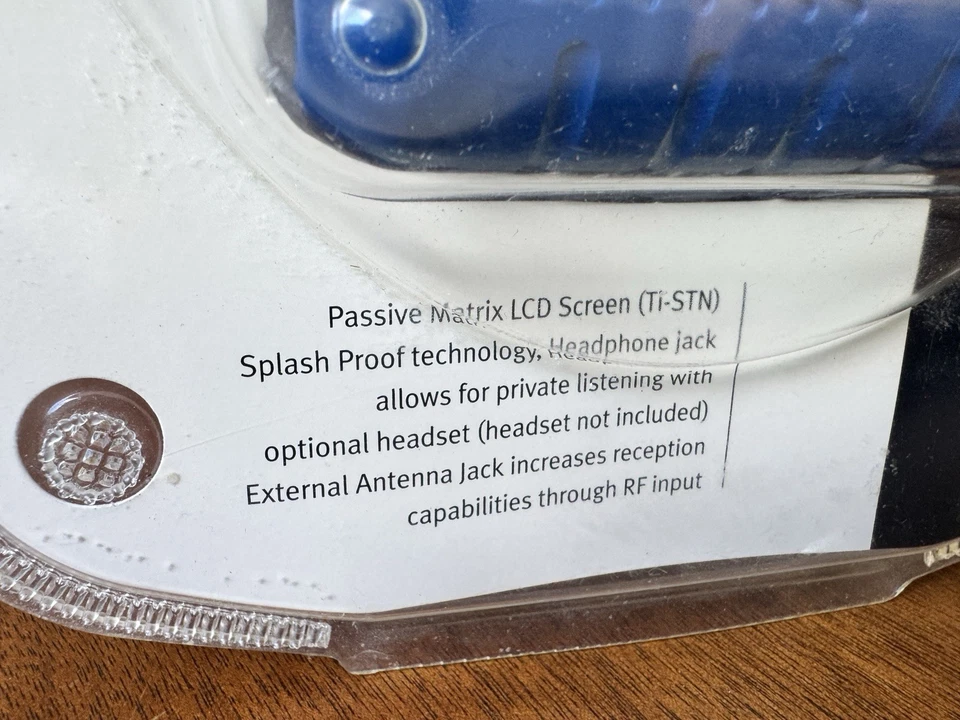 Passive Matrix LCD Screen (Ti-STN)
Splash Proof technology, Headphone jack
allows for private listening with
optional headset (headset not included)
External Antenna Jack increases reception
capabilities through RF input